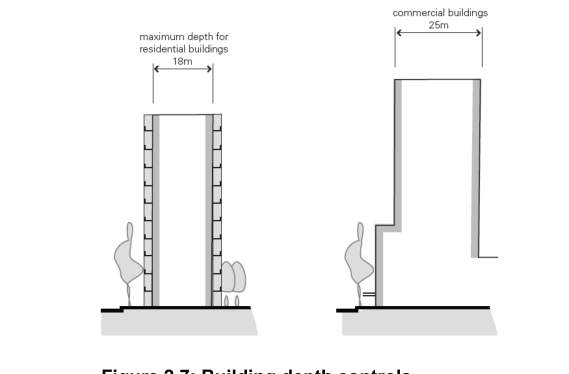 commercial buildings
25m
maximum depth for
residential buildings
18m
Figure 2.7: Building depth controls